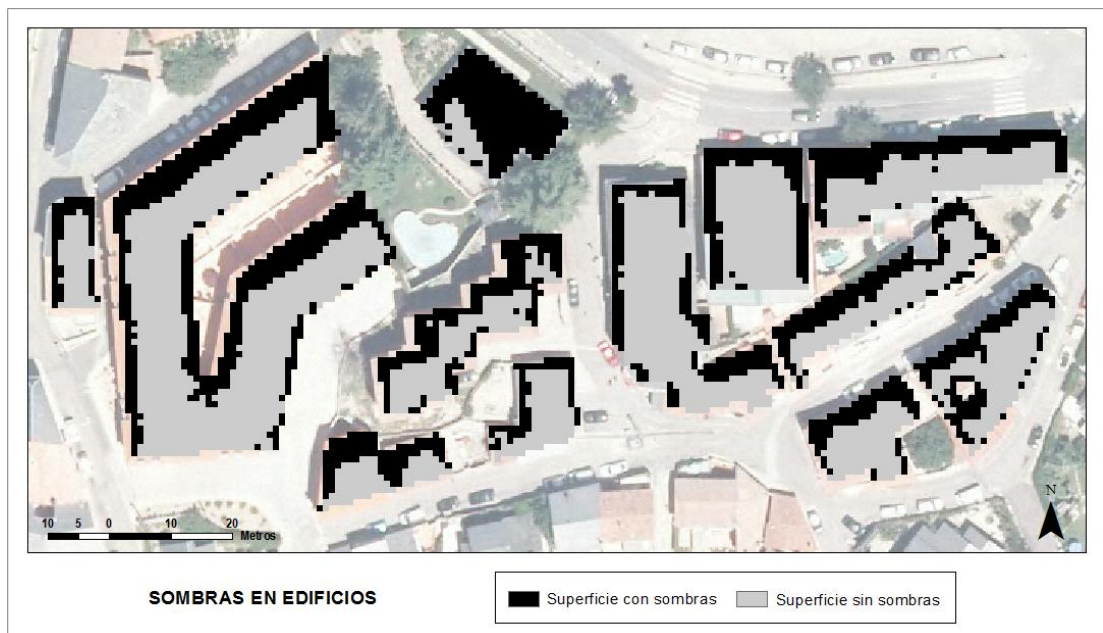 N
10 5 0 10 20
Metros
SOMBRAS EN EDIFICIOS
Superficie con sombras
Superficie sin sombras